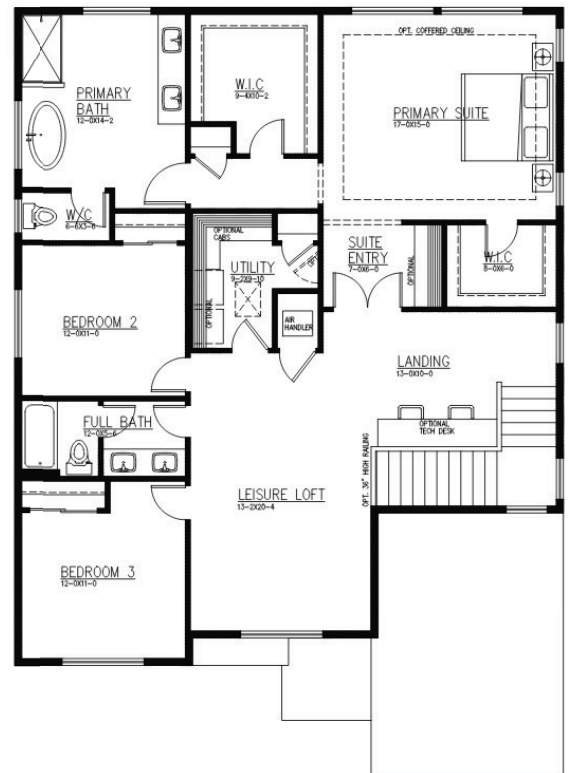 OPT. COFFERED CEILING
PRIMARY
BATH
12-0X14-2
W.I.C
9-4X10-2
PRIMARY SUITE
17-0X15-0
W/C
6-6X3-6
OPTIONAL
CABS
UTILITY
9-2X9-10
OPTIONAL
SUITE
ENTRY
7-0X6-0
OPTIONAL
W.I.C
8-0X6-0
BEDROOM 2
12-0X11-0
AIR
HANDLER
LANDING
13-0X10-0
FULL BATH
12-0X5-6
OPTIONAL
TECH DESK
OPT. 36" HIGH RAILING
LEISURE LOFT
13-2X20-4
BEDROOM 3
12-0X11-0